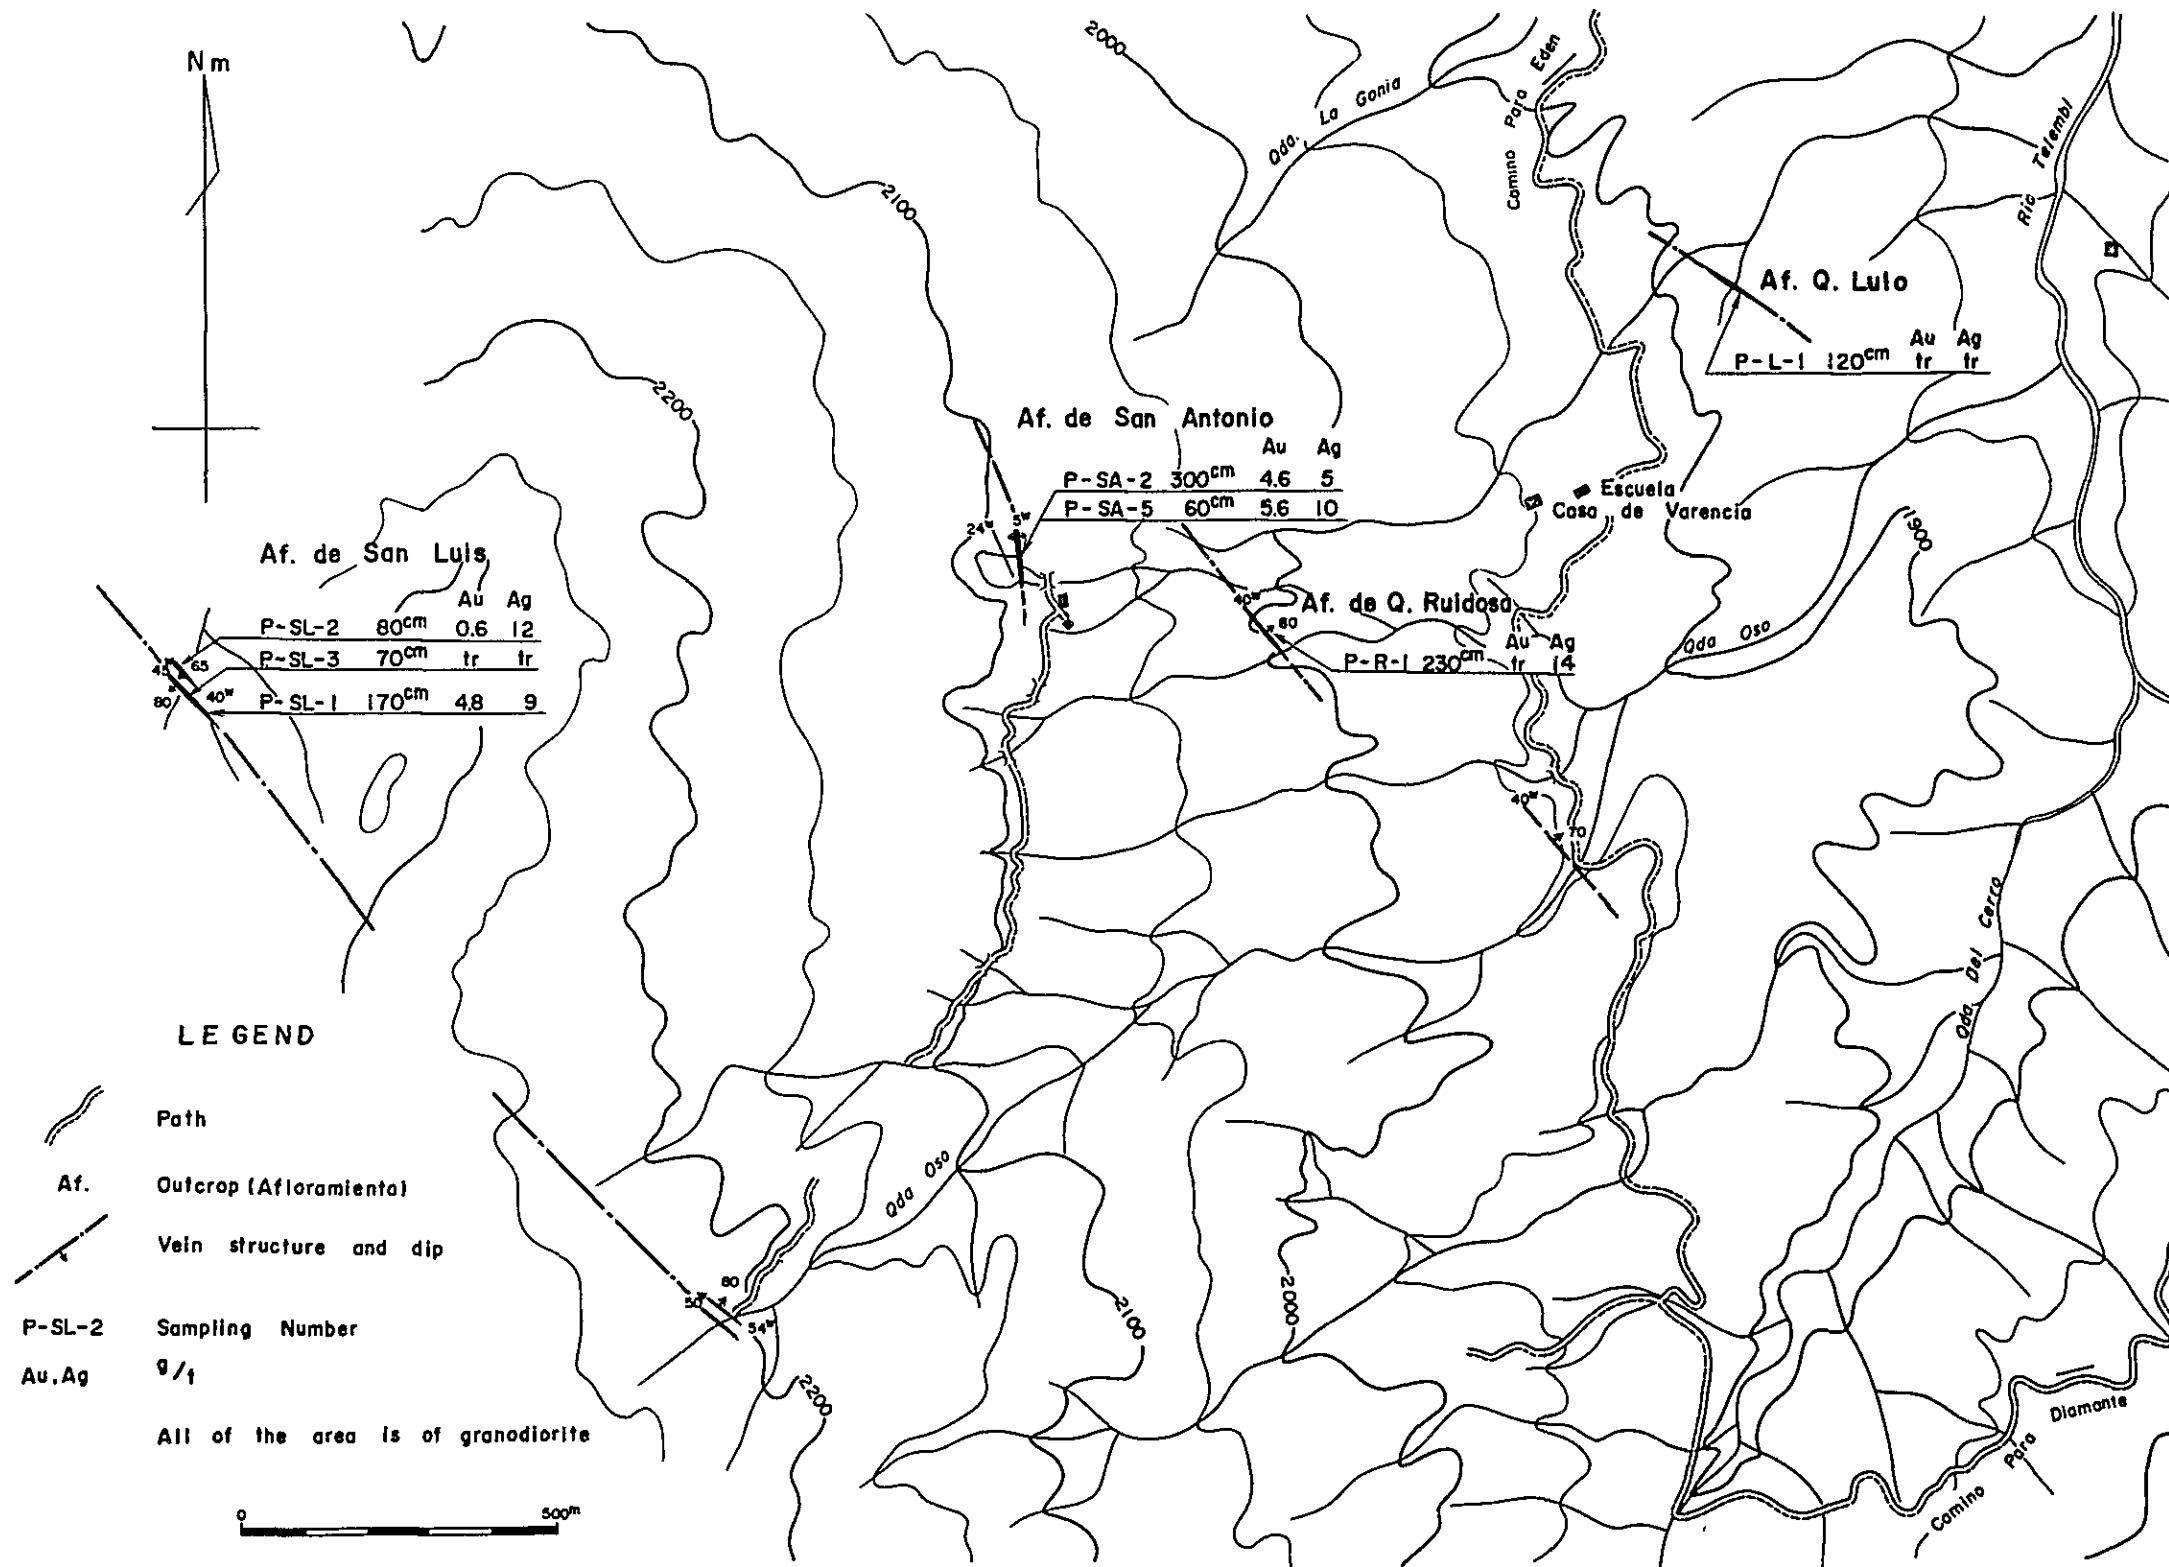 Nm
2000
2100
2200
Qda. La Gonia
Camino Para Eden
Rio Telembi
Af. Q. Lulo
Au Ag
P-L-1 120cm tr tr
Af. de San Antonio
Au Ag
P-SA-2 300cm 4.6 5
P-SA-5 60cm 5.6 10
24w 5w
Escuela
Casa de Varencia
1900
Af. de San Luis
Au Ag
P-SL-2 80cm 0.6 12
P-SL-3 70cm tr tr
P-SL-1 170cm 4.8 9
45w 65
80 40w
Af. de Q. Ruidosa
Au Ag
P-R-1 230cm tr 14
40w
60
Qda Oso
40w
70
Qda Del Cerro
Qda Oso
80
50w
54w
2200
2100
2000
Camino Para Diamante
LEGEND
Path
Af. Outcrop (Afloramienta)
Vein structure and dip
P-SL-2 Sampling Number
Au, Ag g/t
All of the area is of granodiorite
0 500m